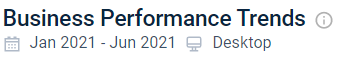 Business Performance Trends
Jan 2021 - Jun 2021 Desktop